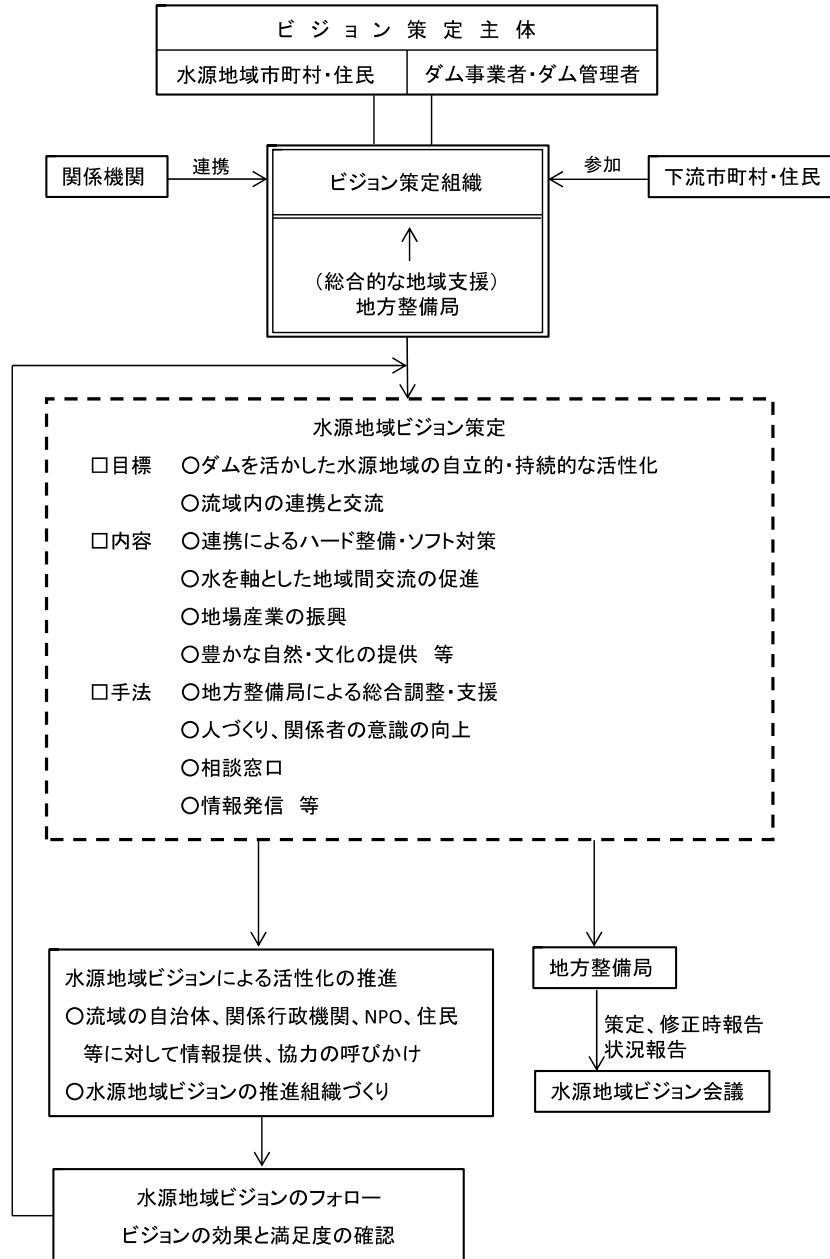 ビジョン策定主体
水源地域市町村・住民
ダム事業者・ダム管理者
関係機関
連携
ビジョン策定組織
参加
下流市町村・住民
(総合的な地域支援)
地方整備局
水源地域ビジョン策定
□目標 ○ダムを活かした水源地域の自立的・持続的な活性化
○流域内の連携と交流
□内容 ○連携によるハード整備・ソフト対策
○水を軸とした地域間交流の促進
○地場産業の振興
○豊かな自然・文化の提供 等
□手法 ○地方整備局による総合調整・支援
○人づくり、関係者の意識の向上
○相談窓口
○情報発信 等
水源地域ビジョンによる活性化の推進
○流域の自治体、関係行政機関、NPO、住民
等に対して情報提供、協力の呼びかけ
○水源地域ビジョンの推進組織づくり
地方整備局
策定、修正時報告
状況報告
水源地域ビジョン会議
水源地域ビジョンのフォロー
ビジョンの効果と満足度の確認